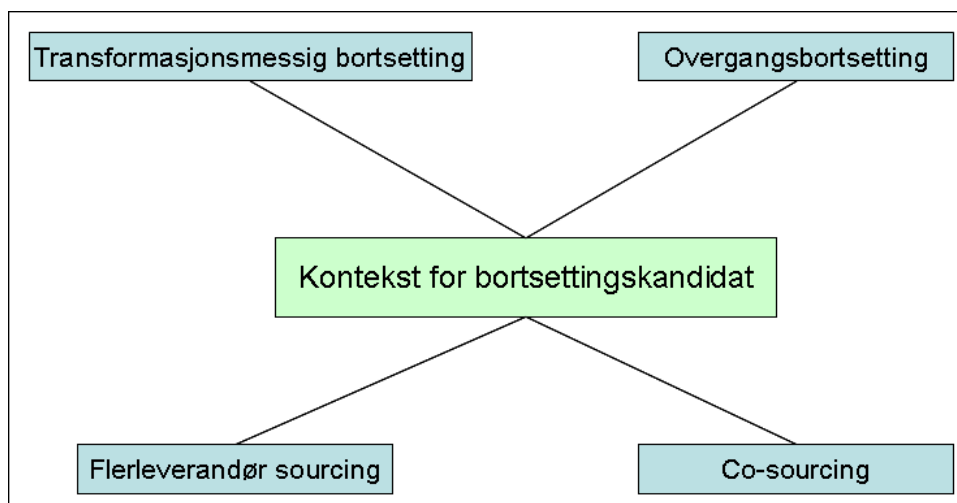 Transformasjonsmessig bortsetting
Overgangsbortsetting
Kontekst for bortsettingskandidat
Flerleverandør sourcing
Co-sourcing